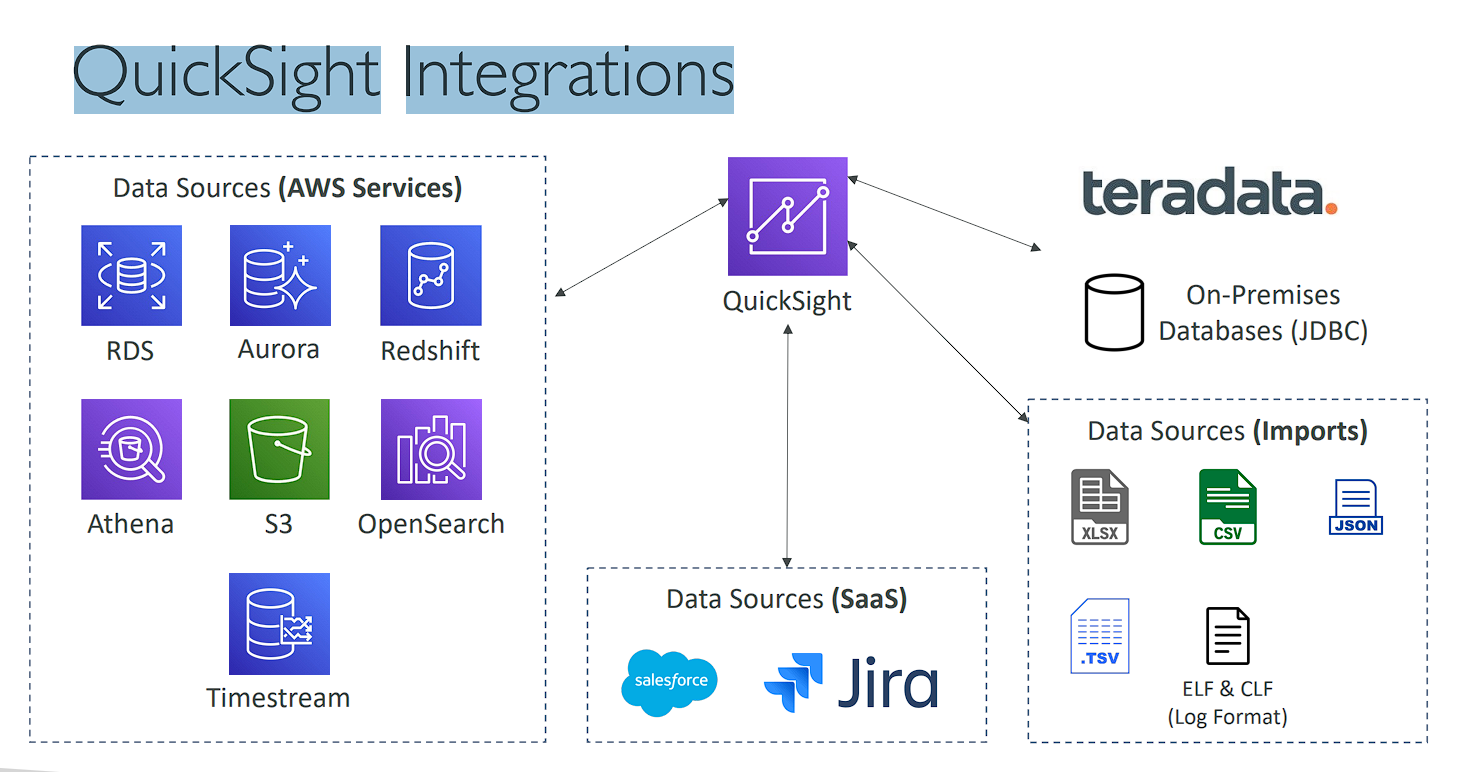 QuickSight Integrations
Data Sources (AWS Services)
RDS
Aurora
Redshift
Athena
S3
OpenSearch
Timestream
QuickSight
Data Sources (SaaS)
salesforce
Jira
teradata.
On-Premises
Databases (JDBC)
Data Sources (Imports)
XLSX
CSV
JSON
.TSV
ELF & CLF
(Log Format)